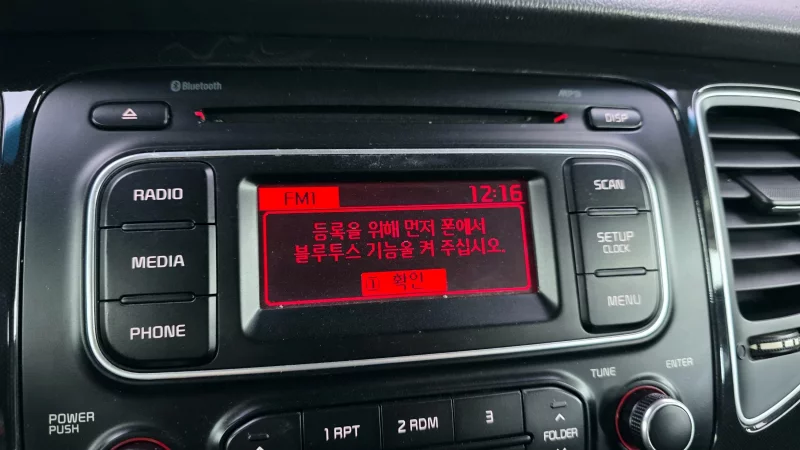 Bluetooth
MP3
DISP
RADIO
FM1
12:16
SCAN
등록을 위해 먼저 폰에서
블루투스 기능을 켜 주십시오.
MEDIA
SETUP
CLOCK
1 확인
PHONE
MENU
TUNE
ENTER
POWER
PUSH
1 RPT
2 RDM
3
FOLDER